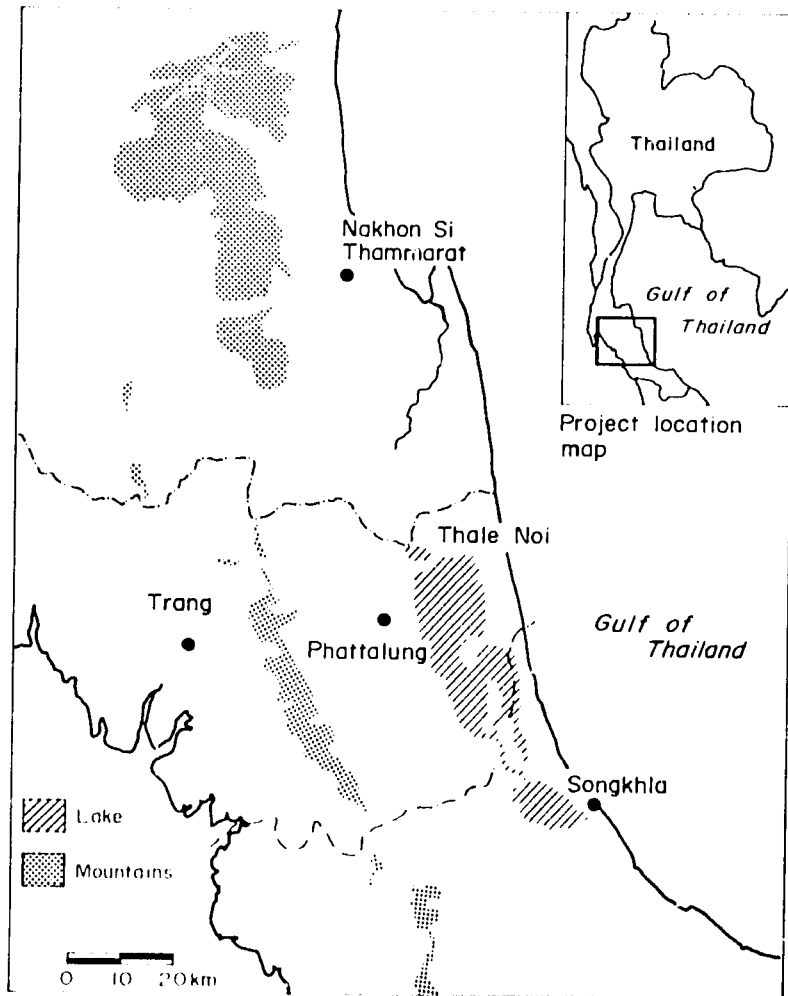 Thailand
Gulf of
Thailand
Project location
map
Nakhon Si
Thammarat
Thale Noi
Trang
Phattalung
Gulf of
Thailand
Songkhla
Lake
Mountains
0 10 20km